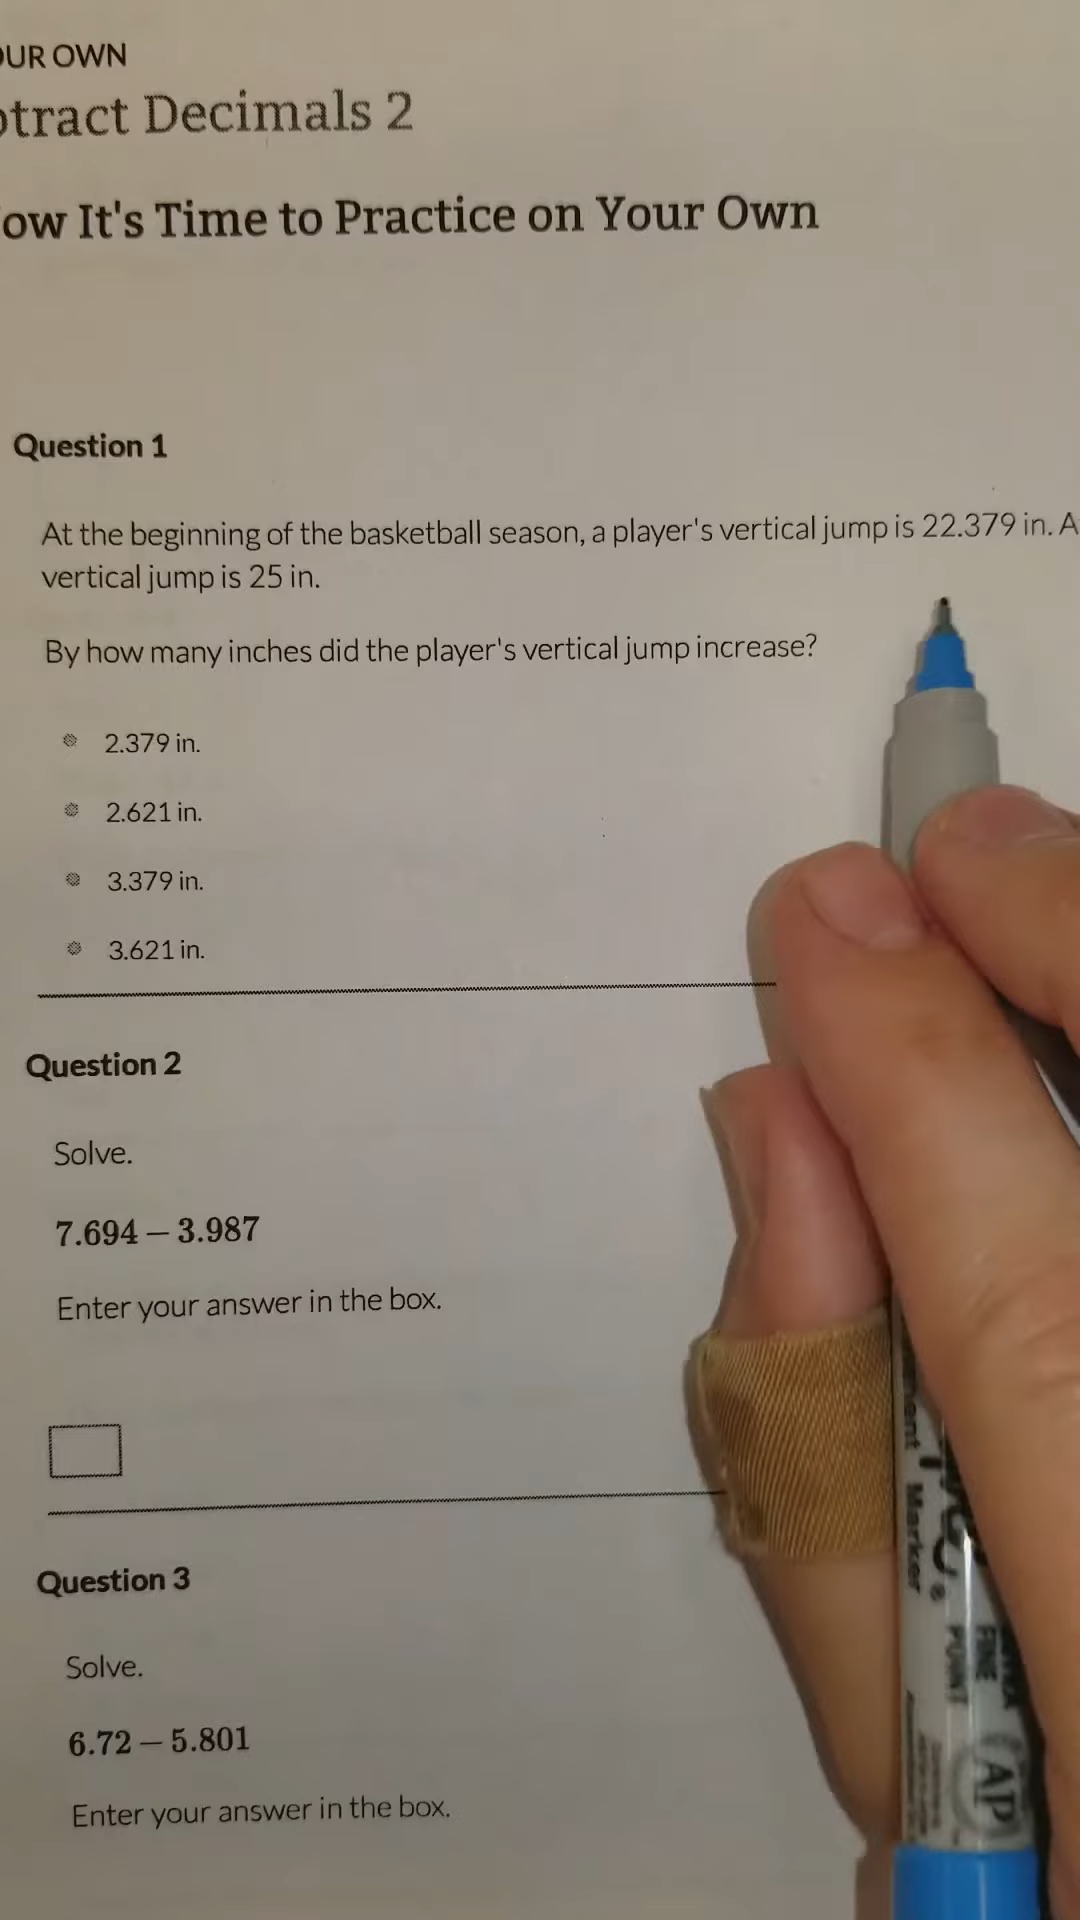 OUR OWN
otract Decimals 2
ow It's Time to Practice on Your Own
Question 1
At the beginning of the basketball season, a player's vertical jump is 22.379 in. A
vertical jump is 25 in.
By how many inches did the player's vertical jump increase?
2.379 in.
2.621 in.
3.379 in.
3.621 in.
Question 2
Solve.
7.694 – 3.987
Enter your answer in the box.
Question 3
Solve.
6.72 – 5.801
Enter your answer in the box.
Marker
FINE
POINT
AP